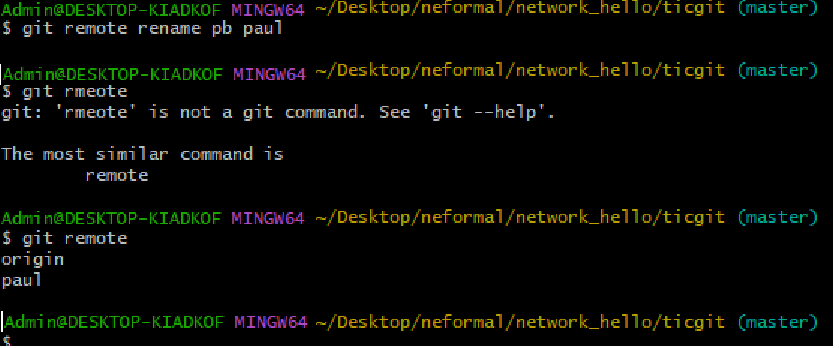 Admin@DESKTOP-KIADKOF MINGW64 ~/Desktop/neformal/network_hello/ticgit (master)
$ git remote rename pb paul
Admin@DESKTOP-KIADKOF MINGW64 ~/Desktop/neformal/network_hello/ticgit (master)
$ git rmeote
git: 'rmeote' is not a git command. See 'git --help'.
The most similar command is
remote
Admin@DESKTOP-KIADKOF MINGW64 ~/Desktop/neformal/network_hello/ticgit (master)
$ git remote
origin
paul
Admin@DESKTOP-KIADKOF MINGW64 ~/Desktop/neformal/network_hello/ticgit (master)
$